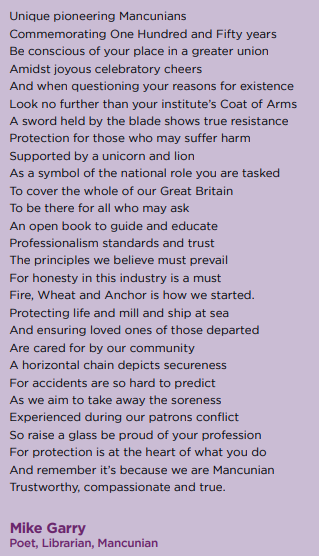 Unique pioneering Mancunians
Commemorating One Hundred and Fifty years
Be conscious of your place in a greater union
Amidst joyous celebratory cheers
And when questioning your reasons for existence
Look no further than your institute's Coat of Arms
A sword held by the blade shows true resistance
Protection for those who may suffer harm
Supported by a unicorn and lion
As a symbol of the national role you are tasked
To cover the whole of our Great Britain
To be there for all who may ask
An open book to guide and educate
Professionalism standards and trust
The principles we believe must prevail
For honesty in this industry is a must
Fire, Wheat and Anchor is how we started.
Protecting life and mill and ship at sea
And ensuring loved ones of those departed
Are cared for by our community
A horizontal chain depicts secureness
For accidents are so hard to predict
As we aim to take away the soreness
Experienced during our patrons conflict
So raise a glass be proud of your profession
For protection is at the heart of what you do
And remember it's because we are Mancunian
Trustworthy, compassionate and true.
Mike Garry
Poet, Librarian, Mancunian